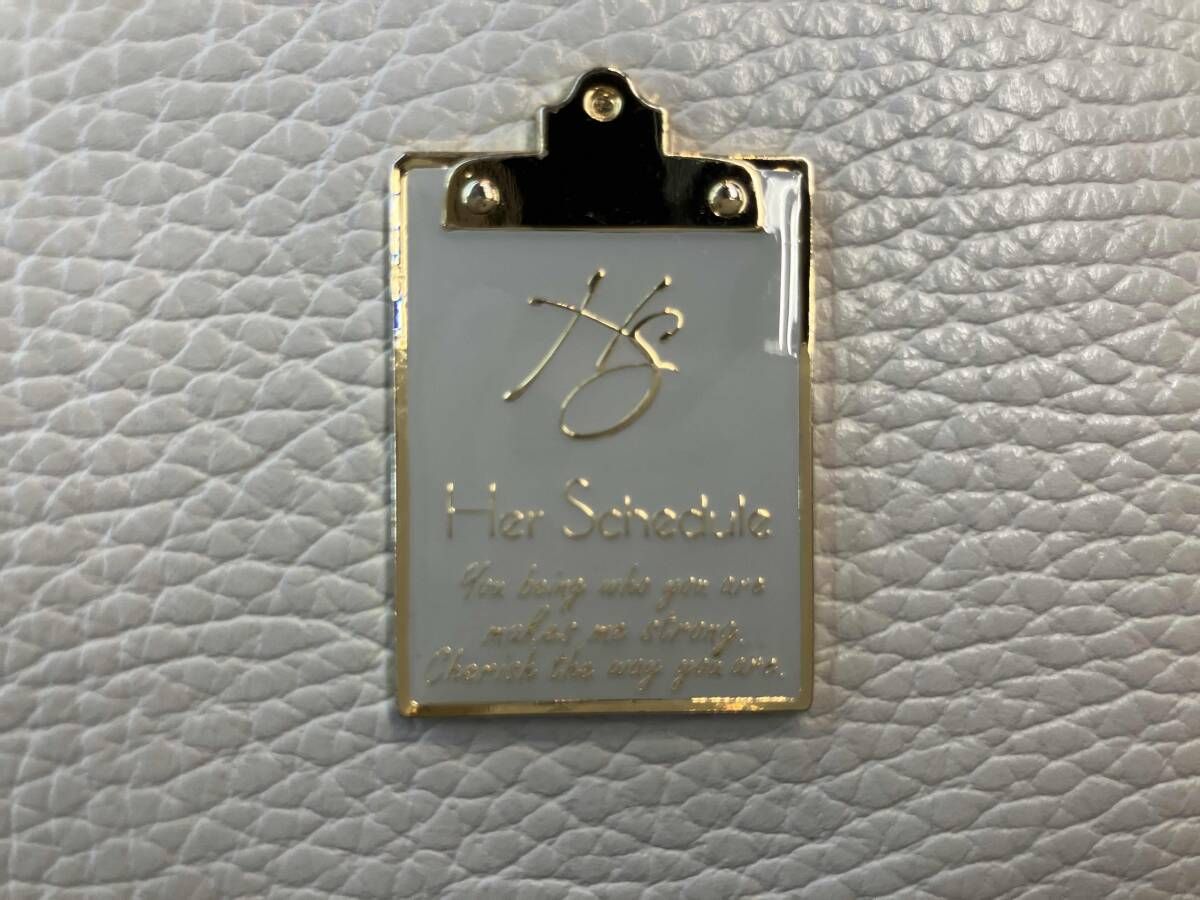 HS
Her Schedule
You being who you are
makes me strong.
Cherish the way you are.